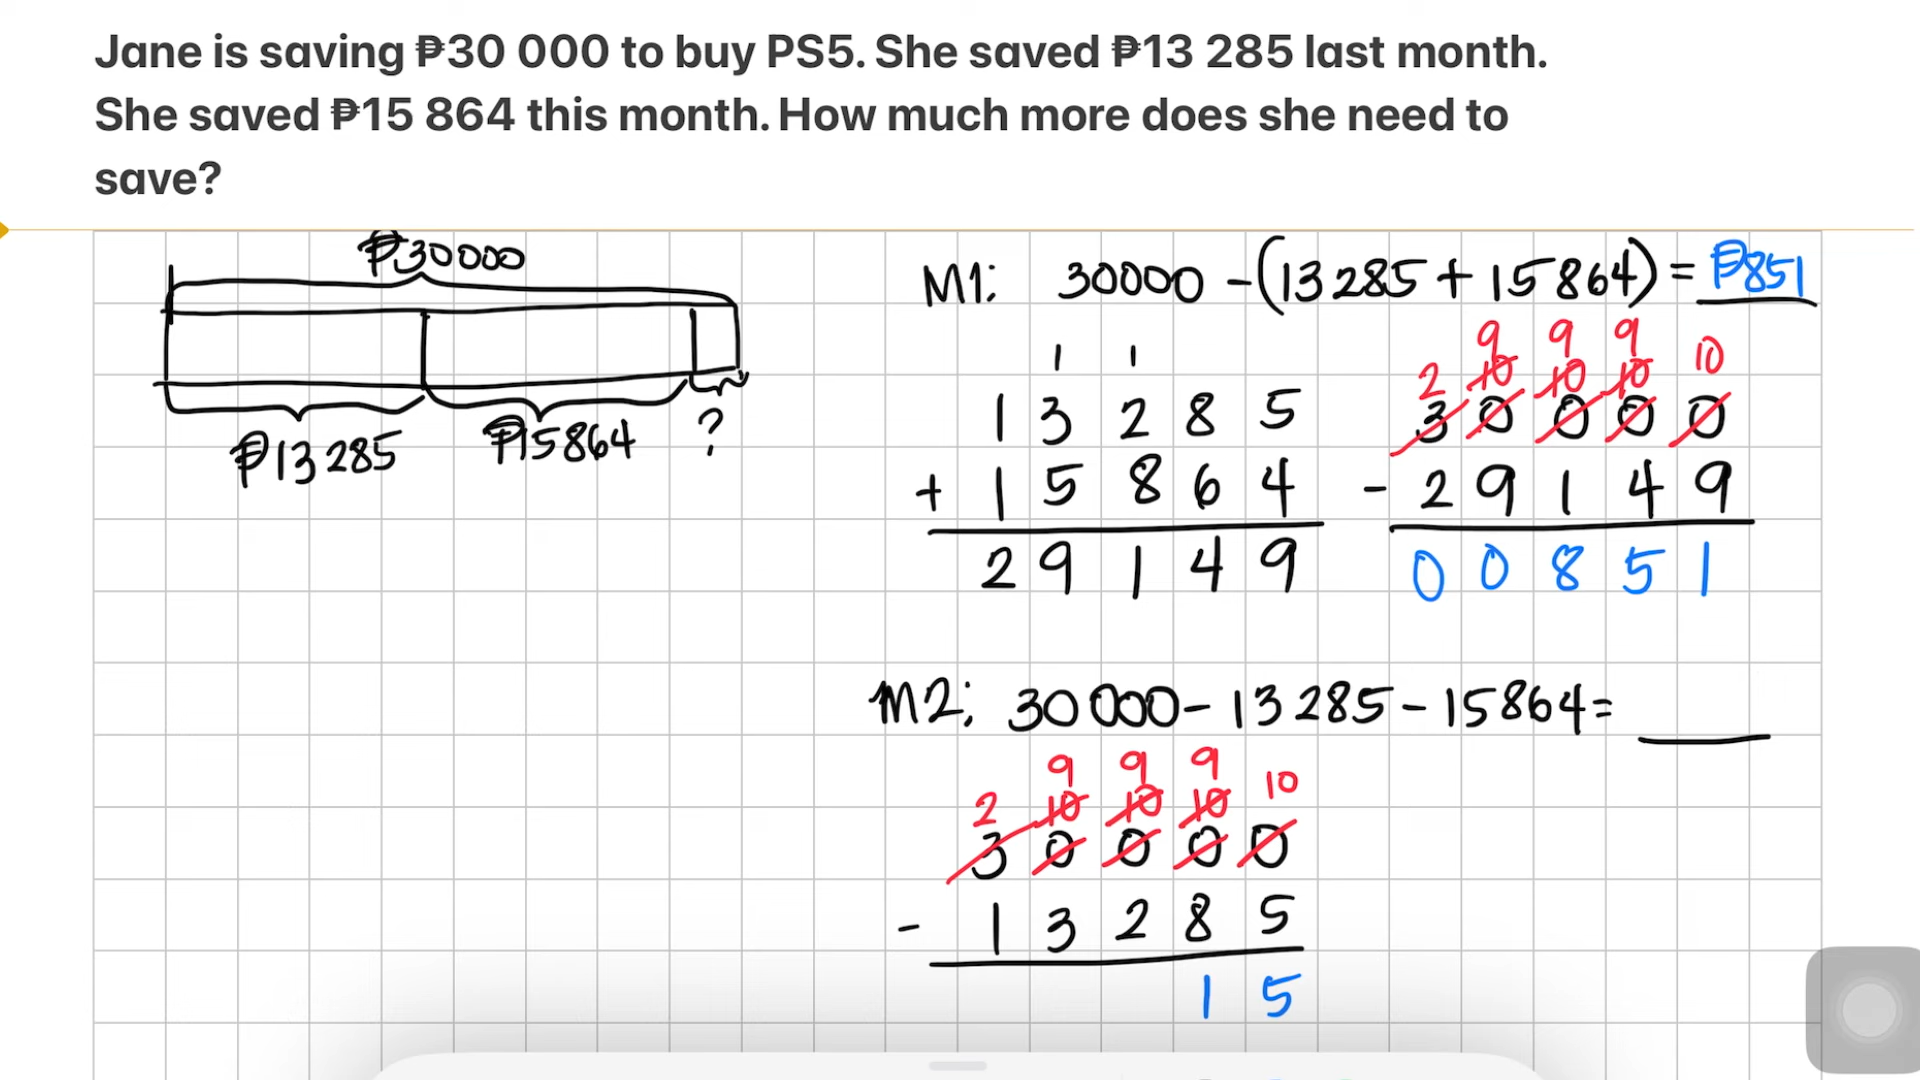 Jane is saving ₱30 000 to buy PS5. She saved ₱13 285 last month.
She saved ₱15 864 this month. How much more does she need to
save?
₱30000
₱13285 ₱15864 ?
M1: 30000 - (13285 + 15864) = ₱851
1 1
1 3 2 8 5
+ 1 5 8 6 4
2 9 1 4 9
9 9 9
2 10 10 10 10
3 0 0 0 0
- 2 9 1 4 9
0 0 8 5 1
M2: 30000 - 13285 - 15864 =
9 9 9
2 10 10 10 10
3 0 0 0 0
- 1 3 2 8 5
1 5